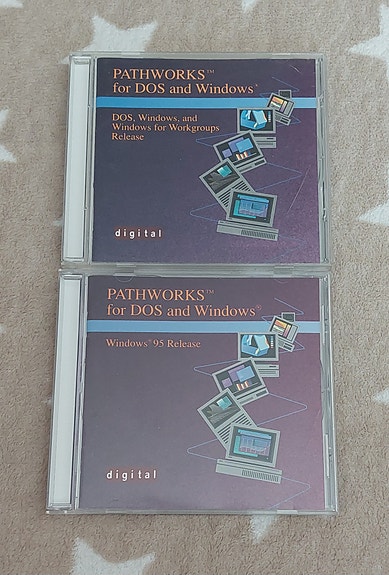 PATHWORKS™
for DOS and Windows®
DOS, Windows, and
Windows for Workgroups
Release
digital
PATHWORKS™
for DOS and Windows®
Windows® 95 Release
digital